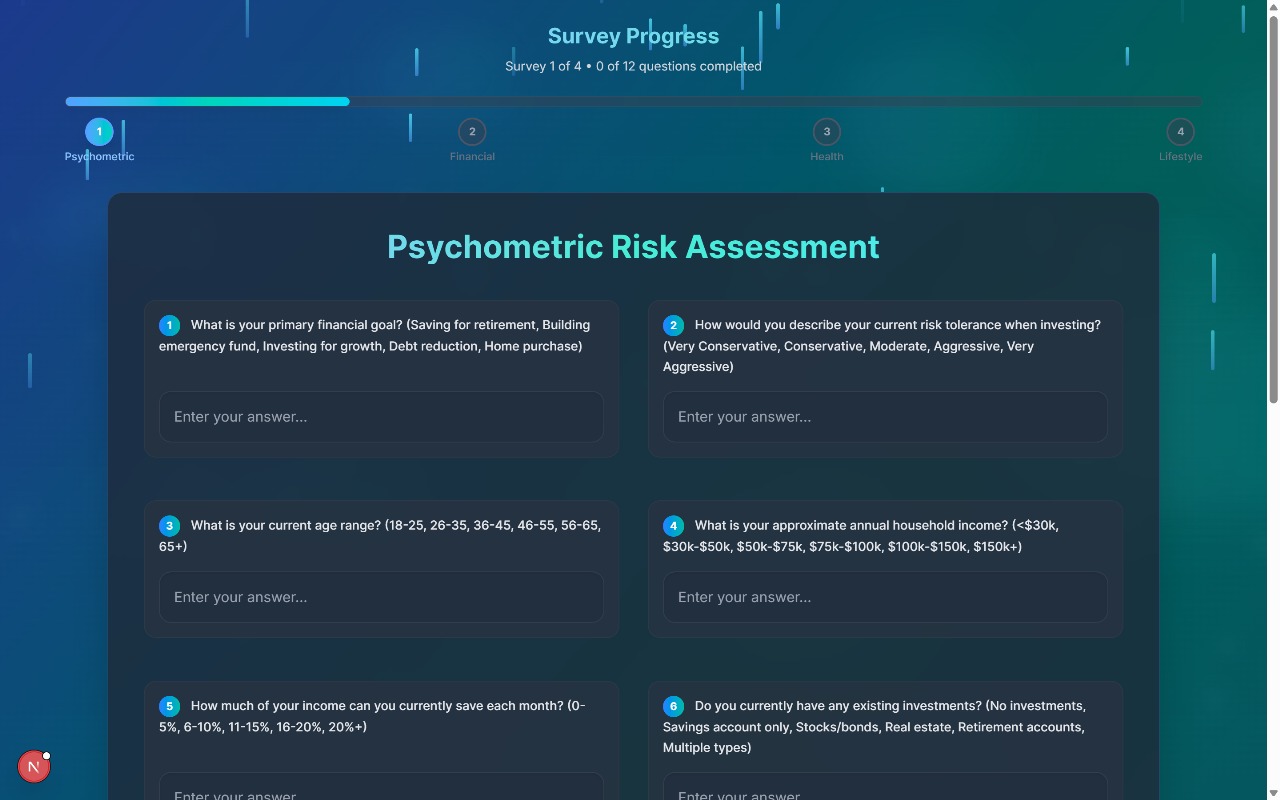 Survey Progress
Survey 1 of 4 • 0 of 12 questions completed
1
2
3
4
Psychometric
Financial
Health
Lifestyle
Psychometric Risk Assessment
1 What is your primary financial goal? (Saving for retirement, Building
emergency fund, Investing for growth, Debt reduction, Home purchase)
Enter your answer...
2 How would you describe your current risk tolerance when investing?
(Very Conservative, Conservative, Moderate, Aggressive, Very
Aggressive)
Enter your answer...
3 What is your current age range? (18-25, 26-35, 36-45, 46-55, 56-65,
65+)
Enter your answer...
4 What is your approximate annual household income? (<$30k,
$30k-$50k, $50k-$75k, $75k-$100k, $100k-$150k, $150k+)
Enter your answer...
5 How much of your income can you currently save each month? (0-
5%, 6-10%, 11-15%, 16-20%, 20%+)
Enter your answer...
6 Do you currently have any existing investments? (No investments,
Savings account only, Stocks/bonds, Real estate, Retirement accounts,
Multiple types)
Enter your answer...
N